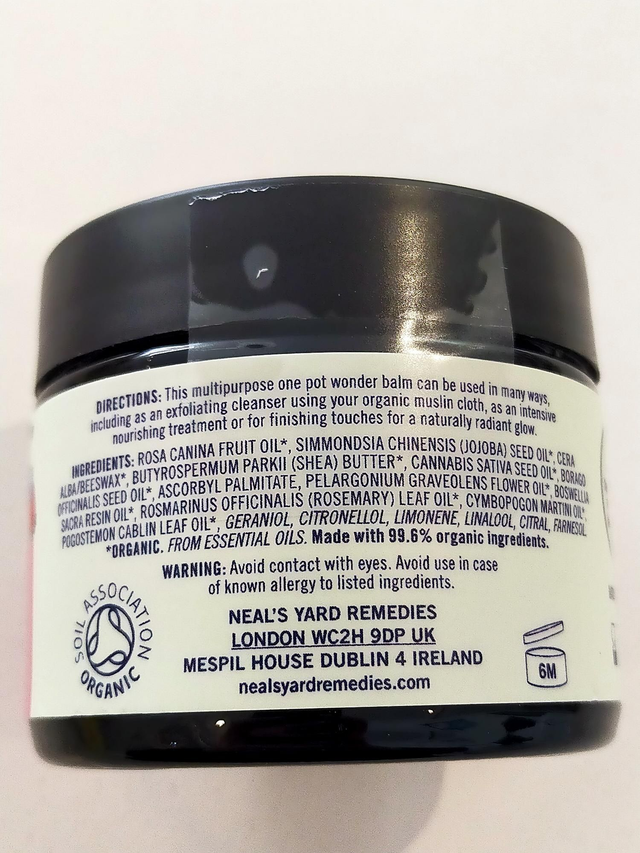 DIRECTIONS: This multipurpose one pot wonder balm can be used in many ways,
including as an exfoliating cleanser using your organic muslin cloth, as an intensive
nourishing treatment or for finishing touches for a naturally radiant glow.
INGREDIENTS: ROSA CANINA FRUIT OIL*, SIMMONDSIA CHINENSIS (JOJOBA) SEED OIL*, CERA
ALBA/BEESWAX*, BUTYROSPERMUM PARKII (SHEA) BUTTER*, CANNABIS SATIVA SEED OIL*, BORAGO
OFFICINALIS SEED OIL*, ASCORBYL PALMITATE, PELARGONIUM GRAVEOLENS FLOWER OIL*, BOSWELLIA
SACRA RESIN OIL*, ROSMARINUS OFFICINALIS (ROSEMARY) LEAF OIL*, CYMBOPOGON MARTINI OIL*,
POGOSTEMON CABLIN LEAF OIL*, GERANIOL, CITRONELLOL, LIMONENE, LINALOOL, CITRAL, FARNESOL.
*ORGANIC. FROM ESSENTIAL OILS. Made with 99.6% organic ingredients.
WARNING: Avoid contact with eyes. Avoid use in case
of known allergy to listed ingredients.
SOIL ASSOCIATION
ORGANIC
NEAL'S YARD REMEDIES
LONDON WC2H 9DP UK
MESPIL HOUSE DUBLIN 4 IRELAND
nealsyardremedies.com
6M